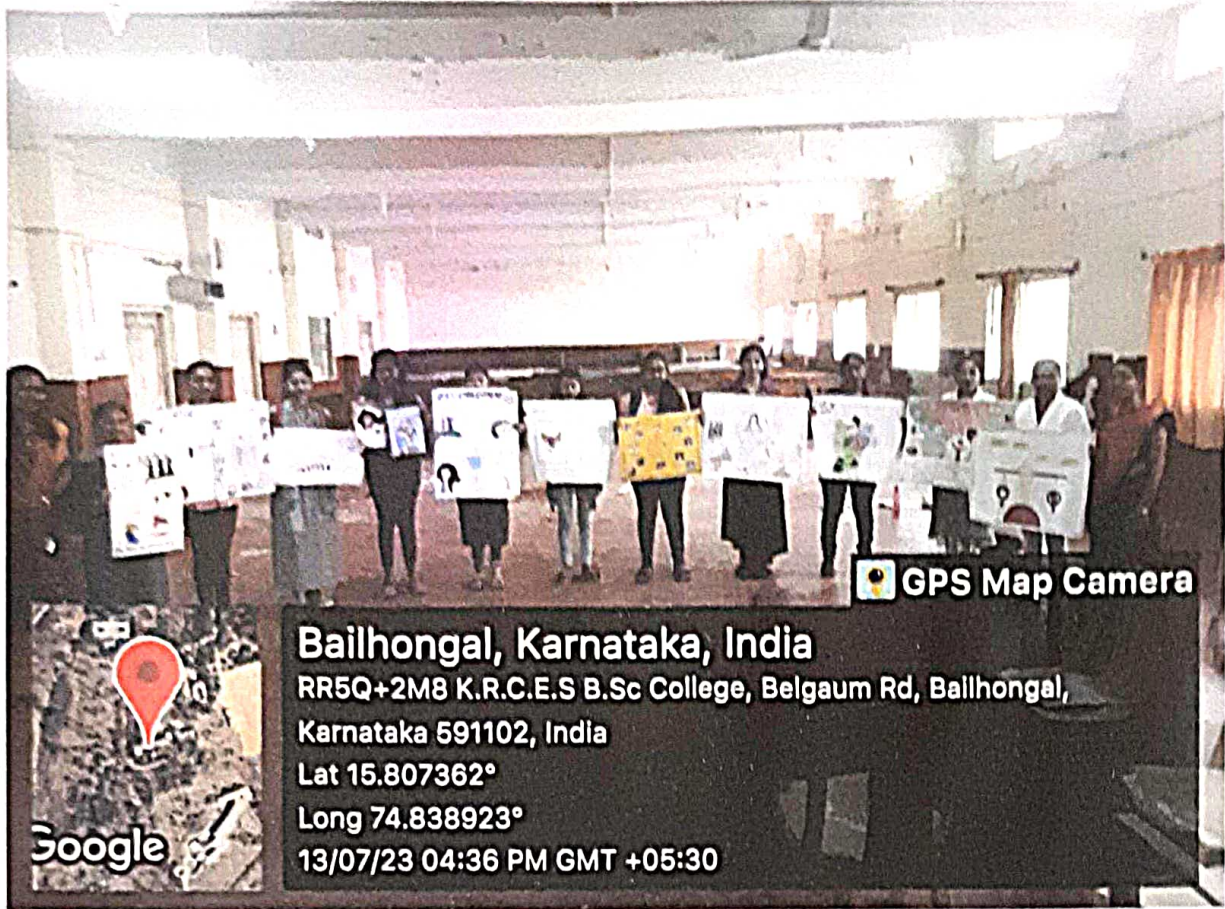 GPS Map Camera
Bailhongal, Karnataka, India
RR5Q+2M8 K.R.C.E.S B.Sc College, Belgaum Rd, Bailhongal,
Karnataka 591102, India
Lat 15.807362°
Long 74.838923°
13/07/23 04:36 PM GMT +05:30
Google